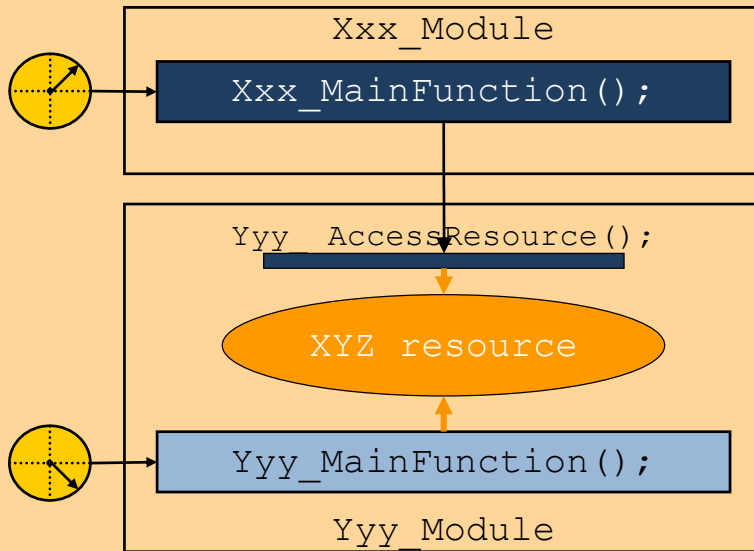 Xxx_Module
Xxx_MainFunction();
Yyy_ AccessResource();
XYZ resource
Yyy_MainFunction();
Yyy_Module